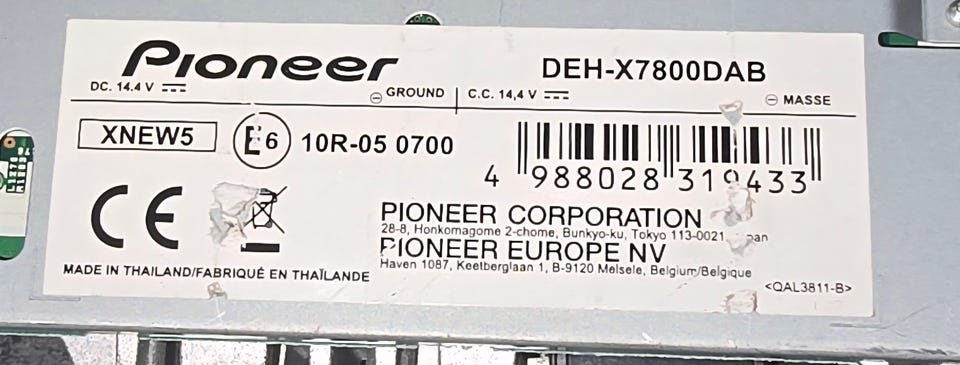 Pioneer DEH-X7800DAB
DC. 14.4 V GROUND C.C. 14,4 V MASSE
XNEW5 E6 10R-05 0700
4 988028 319433
CE
PIONEER CORPORATION
28-8, Honkomagome 2-chome, Bunkyo-ku, Tokyo 113-0021
PIONEER EUROPE NV
Haven 1087, Keetberglaan 1, B-9120 Melsele, Belgium/Belgique
MADE IN THAILAND/FABRIQUÉ EN THAÏLANDE
<QAL3811-B>